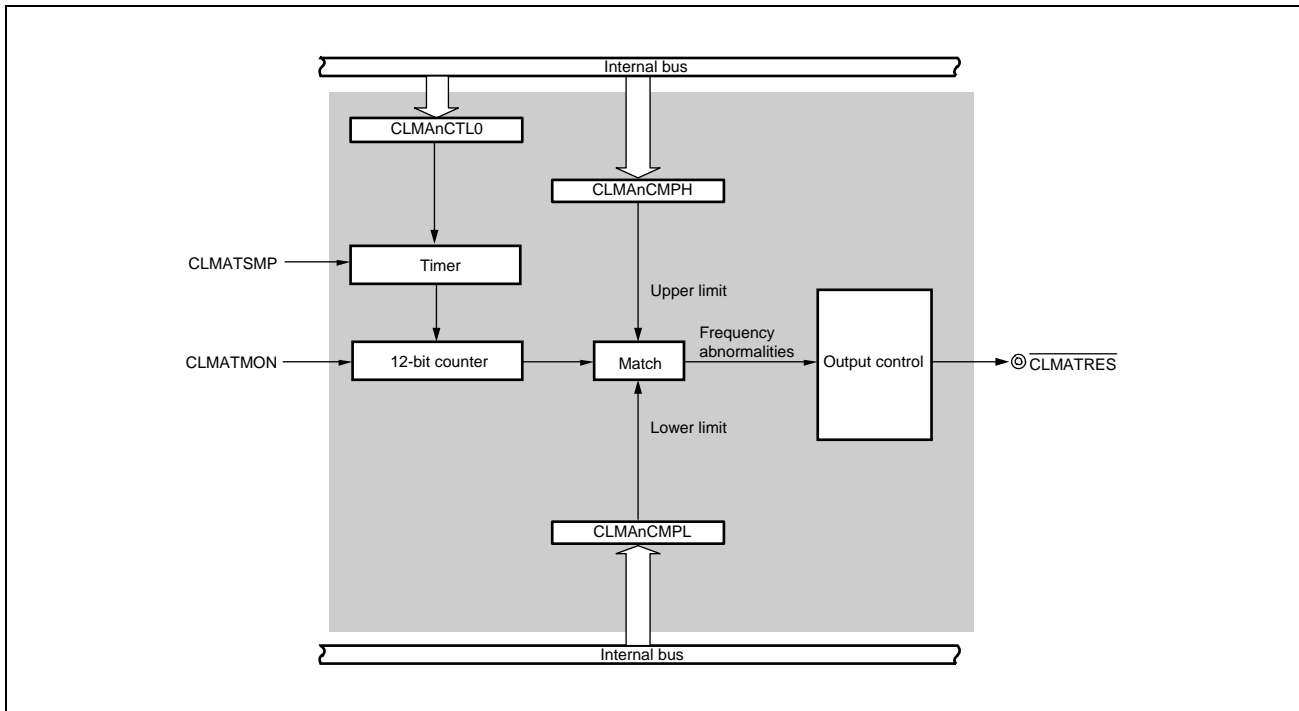 Internal bus
CLMAnCTL0
CLMAnCMPH
CLMATSMP
Timer
Upper limit
Frequency
abnormalities
CLMATMON
12-bit counter
Match
Output control
CLMATRES
Lower limit
CLMAnCMPL
Internal bus